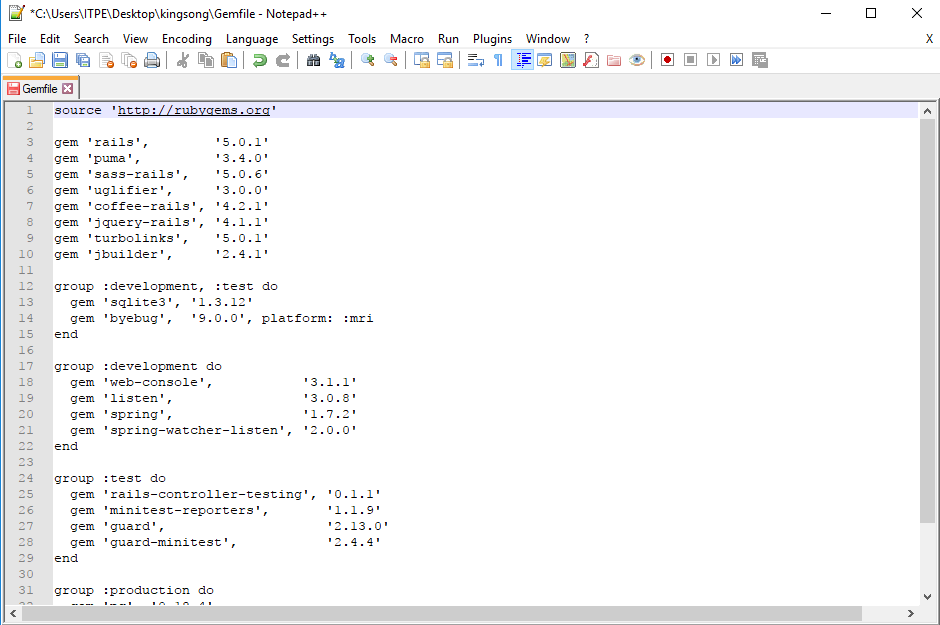 *C:\Users\ITPE\Desktop\kingsong\Gemfile - Notepad++
File Edit Search View Encoding Language Settings Tools Macro Run Plugins Window ? X
Gemfile
1 source 'http://rubygems.org'
2
3 gem 'rails', '5.0.1'
4 gem 'puma', '3.4.0'
5 gem 'sass-rails', '5.0.6'
6 gem 'uglifier', '3.0.0'
7 gem 'coffee-rails', '4.2.1'
8 gem 'jquery-rails', '4.1.1'
9 gem 'turbolinks', '5.0.1'
10 gem 'jbuilder', '2.4.1'
11
12 group :development, :test do
13 gem 'sqlite3', '1.3.12'
14 gem 'byebug', '9.0.0', platform: :mri
15 end
16
17 group :development do
18 gem 'web-console', '3.1.1'
19 gem 'listen', '3.0.8'
20 gem 'spring', '1.7.2'
21 gem 'spring-watcher-listen', '2.0.0'
22 end
23
24 group :test do
25 gem 'rails-controller-testing', '0.1.1'
26 gem 'minitest-reporters', '1.1.9'
27 gem 'guard', '2.13.0'
28 gem 'guard-minitest', '2.4.4'
29 end
30
31 group :production do